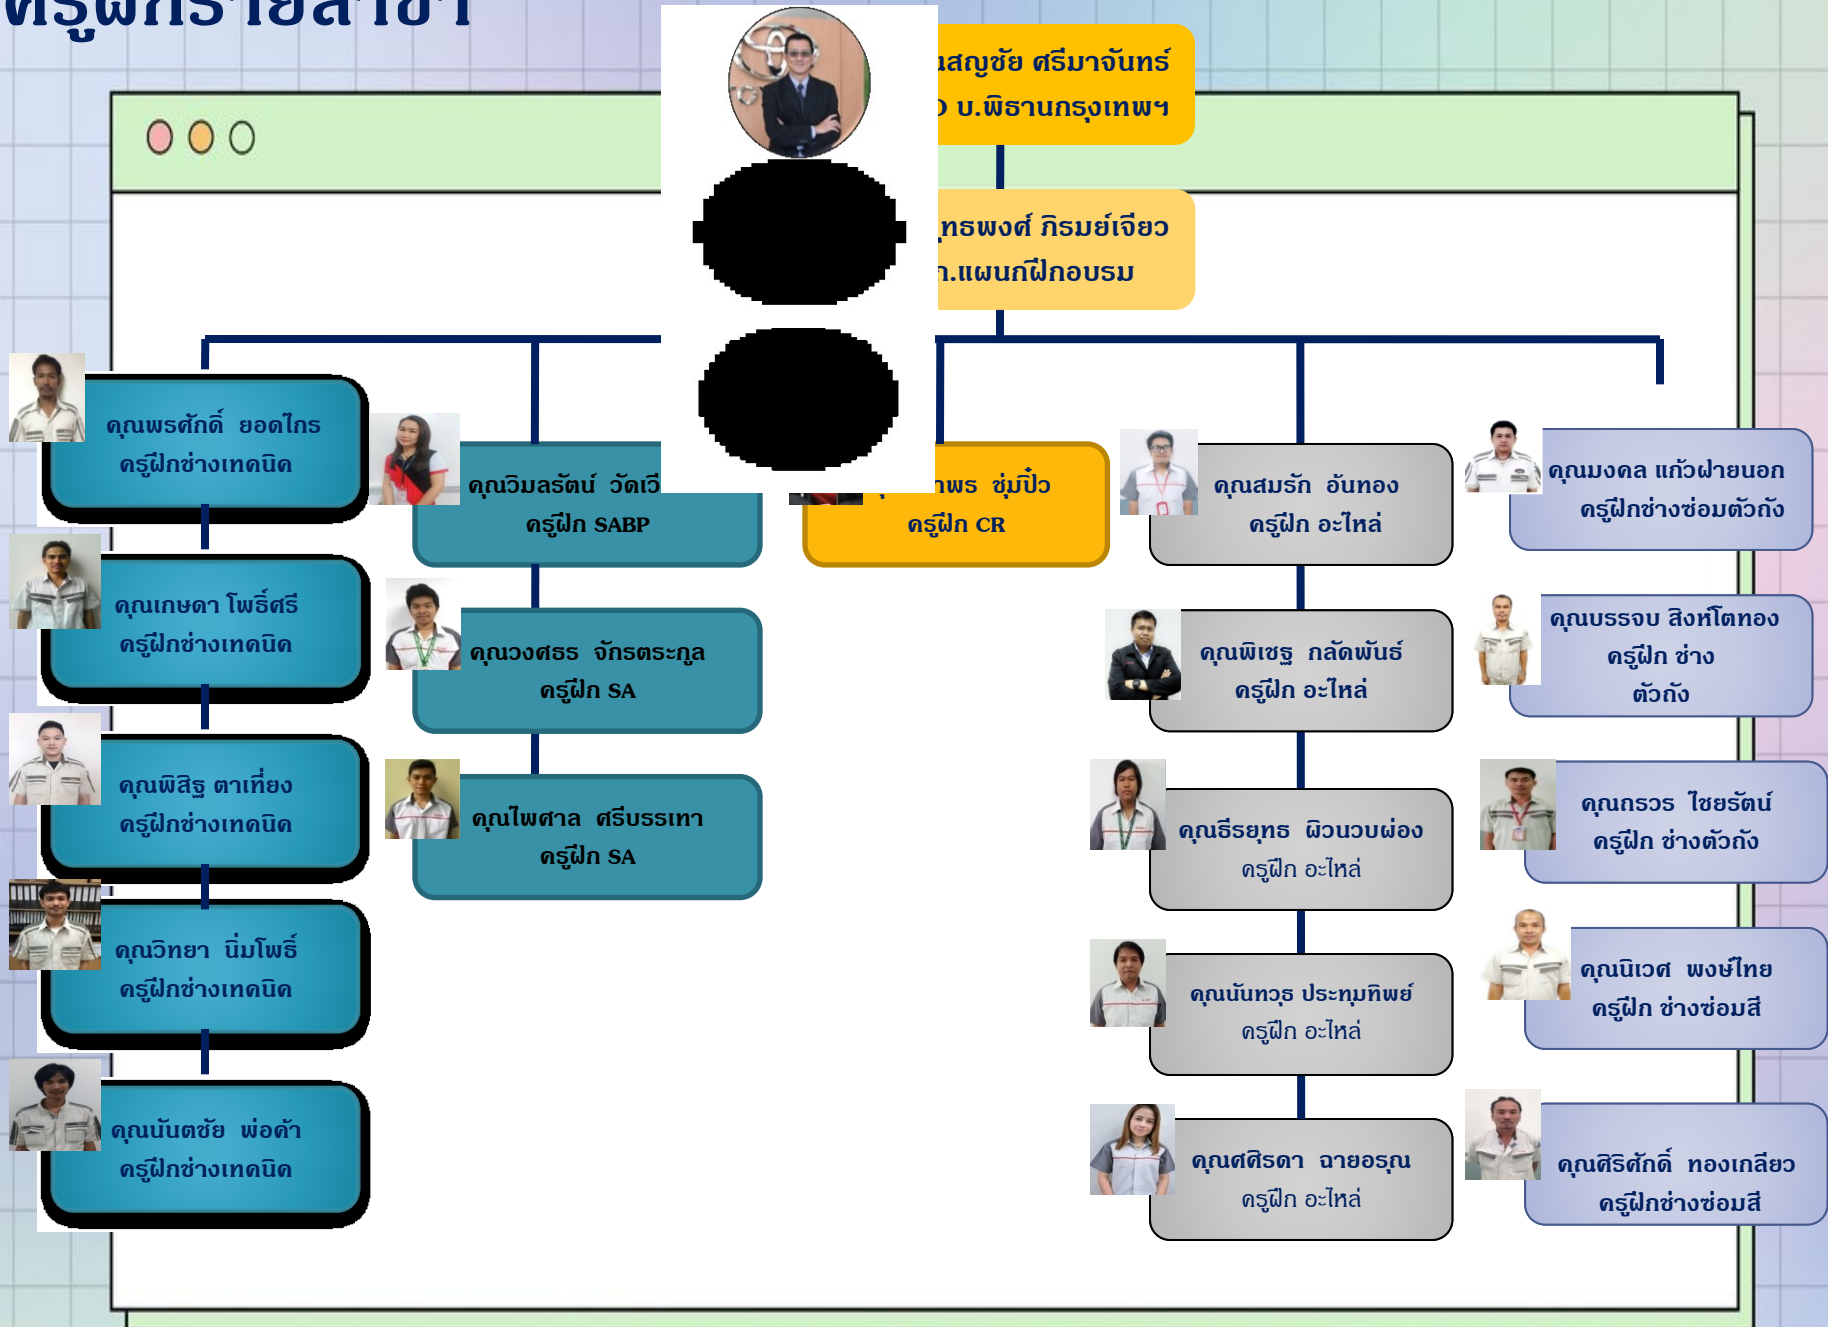 ครูฝึกรายสาขา
สัญชัย ศรีมาจันทร์
บ.พิธานกรุงเทพฯ
ภิรมย์เจียว
แผนกฝึกอบรม
คุณพรศักดิ์ ยอดไกร
ครูฝึกช่างเทคนิค
คุณเกษดา โพธิ์ศรี
ครูฝึกช่างเทคนิค
คุณพิสิฐ ตาเที่ยง
ครูฝึกช่างเทคนิค
คุณวิทยา นิ่มโพธิ์
ครูฝึกช่างเทคนิค
คุณนันตชัย พ่อค้า
ครูฝึกช่างเทคนิค
คุณวิมลรัตน์
ครูฝึก SABP
คุณวงศธร จักรตระกูล
ครูฝึก SA
คุณไพศาล ศรีบรรเทา
ครูฝึก SA
ชุ่มปิ๋ว
ครูฝึก CR
คุณสมรัก อ้นทอง
ครูฝึก อะไหล่
คุณพิเชฐ กลัดพันธ์
ครูฝึก อะไหล่
คุณธีรยุทธ ผิวนวบผ่อง
ครูฝึก อะไหล่
คุณนันทวุธ ประทุมทิพย์
ครูฝึก อะไหล่
คุณศศิรดา ฉายอรุณ
ครูฝึก อะไหล่
คุณมงคล แก้วฝ่ายนอก
ครูฝึกช่างซ่อมตัวถัง
คุณบรรจบ สิงห์โตทอง
ครูฝึก ช่าง
ตัวถัง
คุณถรวร ไชยรัตน์
ครูฝึก ช่างตัวถัง
คุณนิเวศ พงษ์ไทย
ครูฝึก ช่างซ่อมสี
คุณศิริศักดิ์ ทองเกลียว
ครูฝึกช่างซ่อมสี